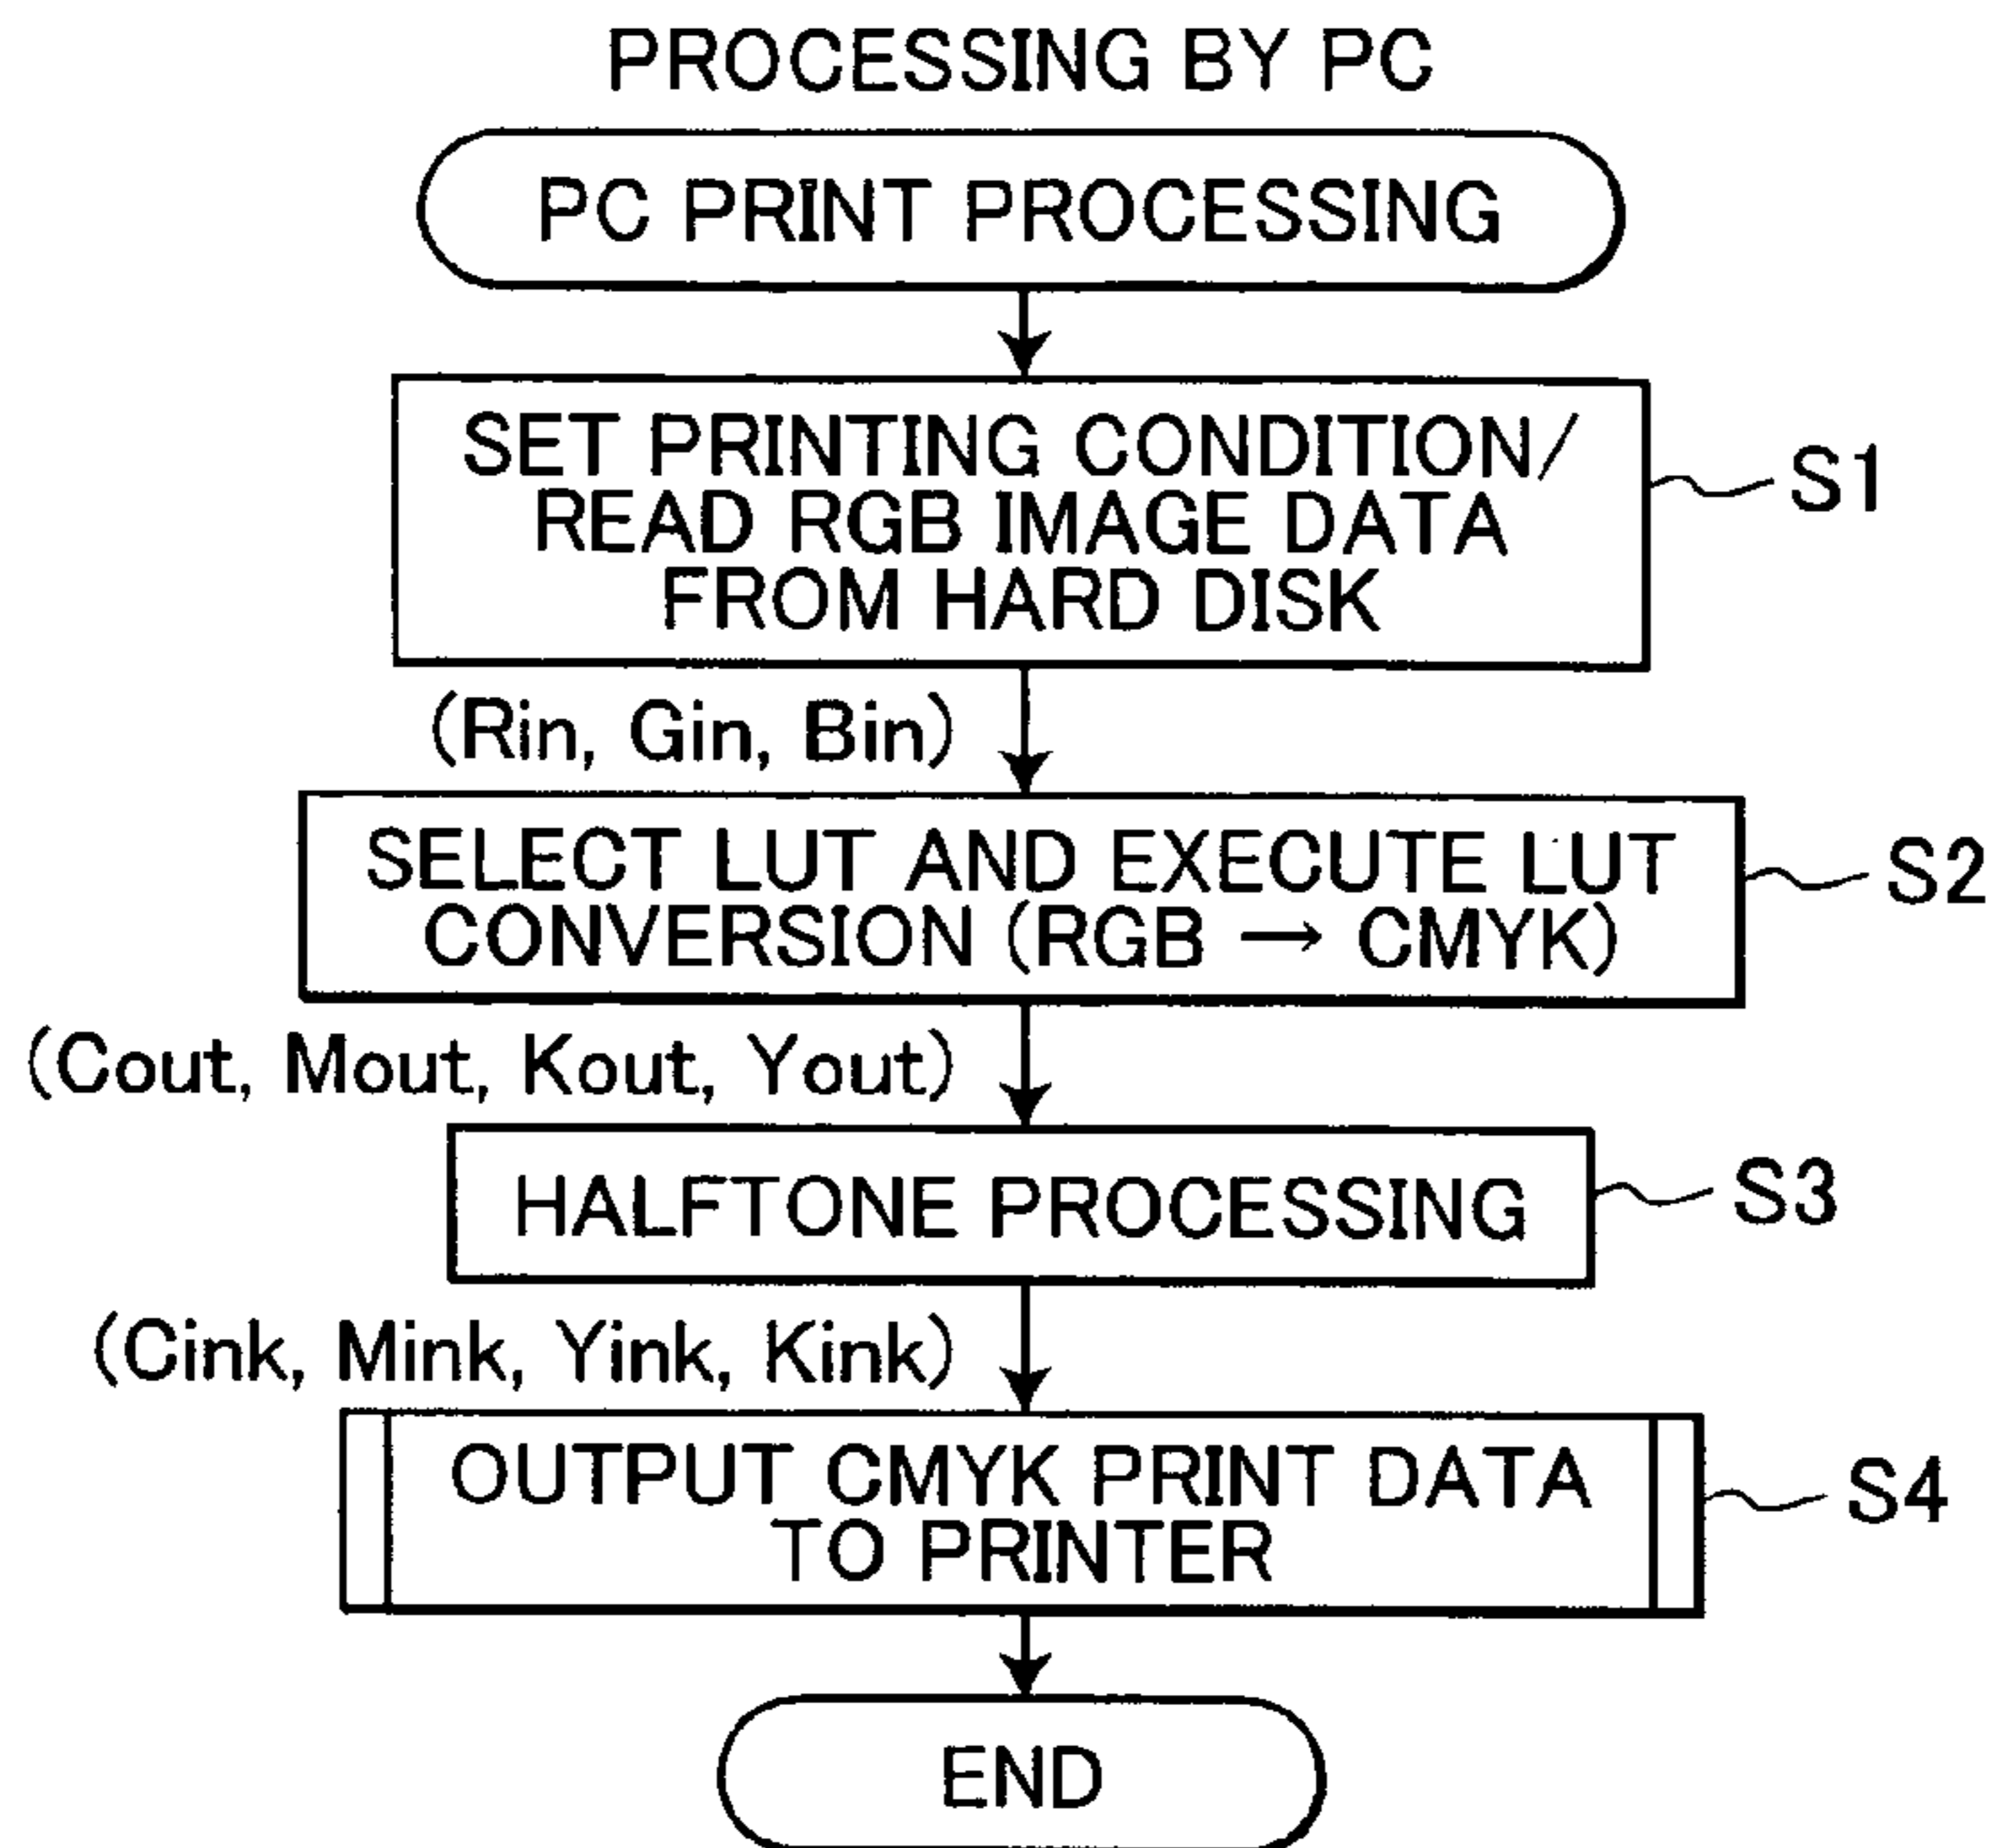 PROCESSING BY PC
PC PRINT PROCESSING
SET PRINTING CONDITION/
READ RGB IMAGE DATA
FROM HARD DISK
S1
(Rin, Gin, Bin)
SELECT LUT AND EXECUTE LUT
CONVERSION (RGB → CMYK)
S2
(Cout, Mout, Kout, Yout)
HALFTONE PROCESSING
S3
(Cink, Mink, Yink, Kink)
OUTPUT CMYK PRINT DATA
TO PRINTER
S4
END